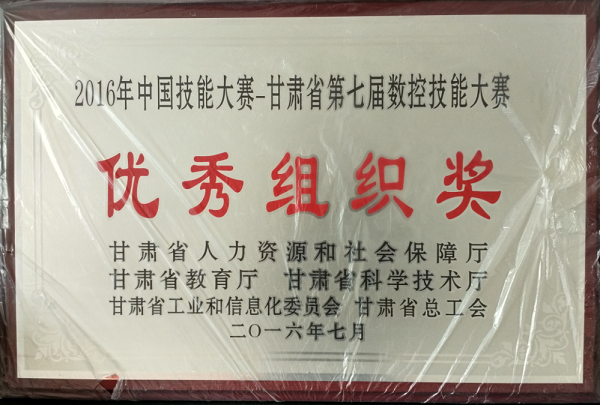 2016年中国技能大赛-甘肃省第七届数控技能大赛
优秀组织奖
甘肃省人力资源和社会保障厅
甘肃省教育厅 甘肃省科学技术厅
甘肃省工业和信息化委员会 甘肃省总工会
二〇一六年七月